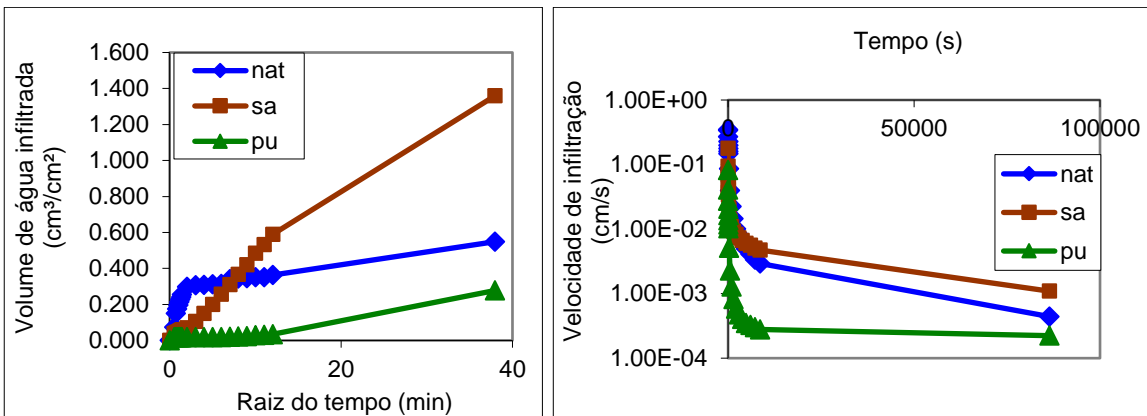 Volume de água infiltrada
(cm³/cm²)
1.600
1.400
1.200
1.000
0.800
0.600
0.400
0.200
0.000
nat
sa
pu
0
20
40
Raiz do tempo (min)
Tempo (s)
Velocidade de infiltração
(cm/s)
1.00E+00
1.00E-01
1.00E-02
1.00E-03
1.00E-04
0
50000
100000
nat
sa
pu